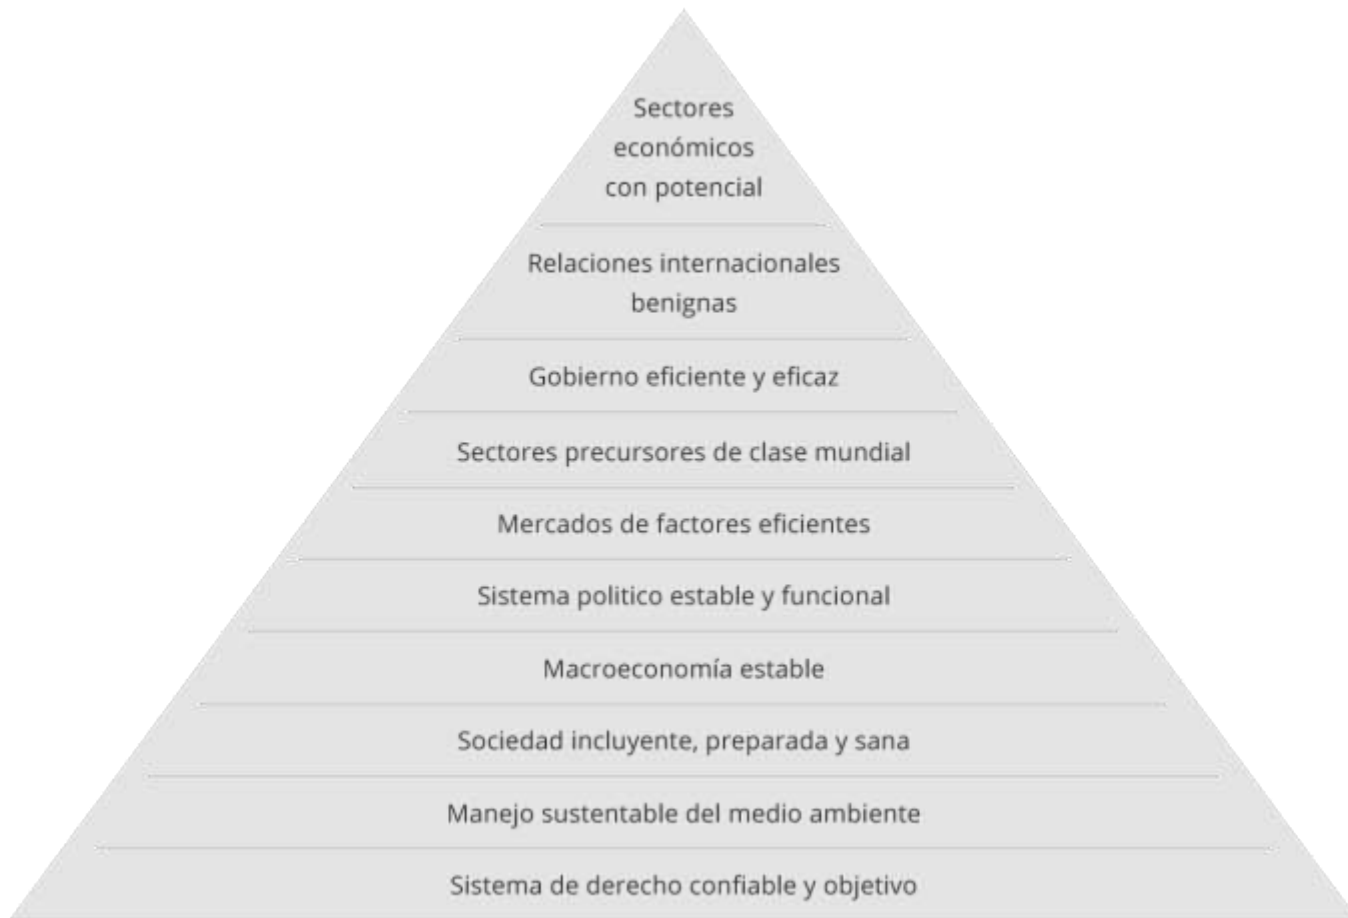 Sectores
económicos
con potencial
Relaciones internacionales
benignas
Gobierno eficiente y eficaz
Sectores precursores de clase mundial
Mercados de factores eficientes
Sistema politico estable y funcional
Macroeconomía estable
Sociedad incluyente, preparada y sana
Manejo sustentable del medio ambiente
Sistema de derecho confiable y objetivo